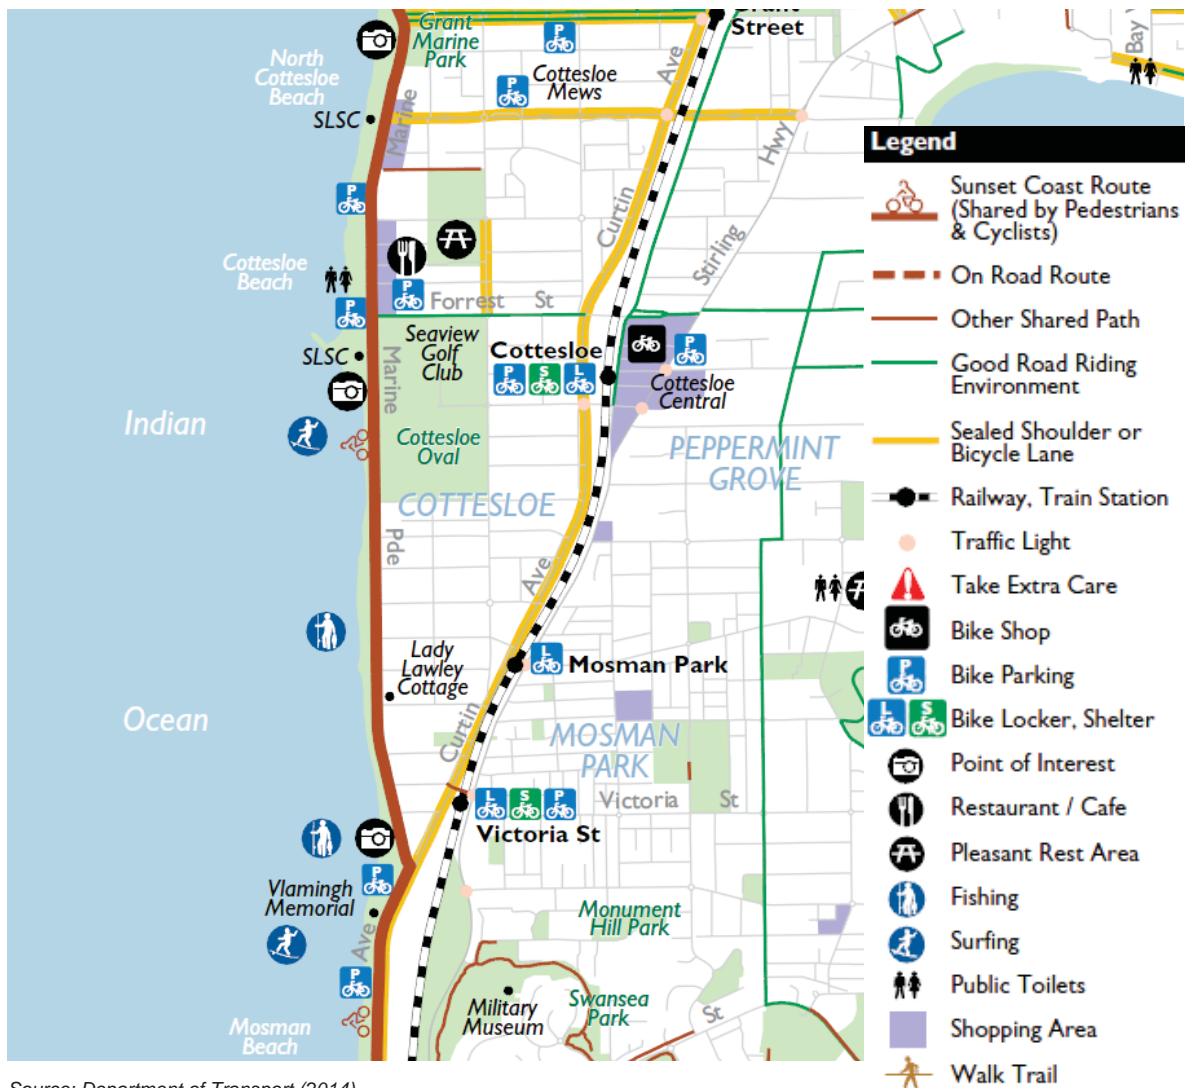 Grant
Marine
Park
Street
Ave
Bay
North
Cottesloe
Beach
P
P
Cottesloe
Mews
SLSC
Marine
Hwy
Curtin
P
Stirling
Cottesloe
Beach
P
Forrest St
P
Seaview
Golf
Club
SLSC
Marine
Cottesloe
P S L
P
Cottesloe
Central
Indian
Cottesloe
Oval
PEPPERMINT
GROVE
COTTESLOE
Pde
Ave
Lady
Lawley
Cottage
L
Mosman Park
Ocean
Curtin
MOSMAN
PARK
L S P
Victoria St
Victoria St
P
Vlamingh
Memorial
Ave
Monument
Hill Park
P
Military
Museum
Swansea
Park
St
Mosman
Beach
Legend
Sunset Coast Route
(Shared by Pedestrians
& Cyclists)
On Road Route
Other Shared Path
Good Road Riding
Environment
Sealed Shoulder or
Bicycle Lane
Railway, Train Station
Traffic Light
Take Extra Care
Bike Shop
P
Bike Parking
L S
Bike Locker, Shelter
Point of Interest
Restaurant / Cafe
Pleasant Rest Area
Fishing
Surfing
Public Toilets
Shopping Area
Walk Trail
Source: Department of Transport (2014)